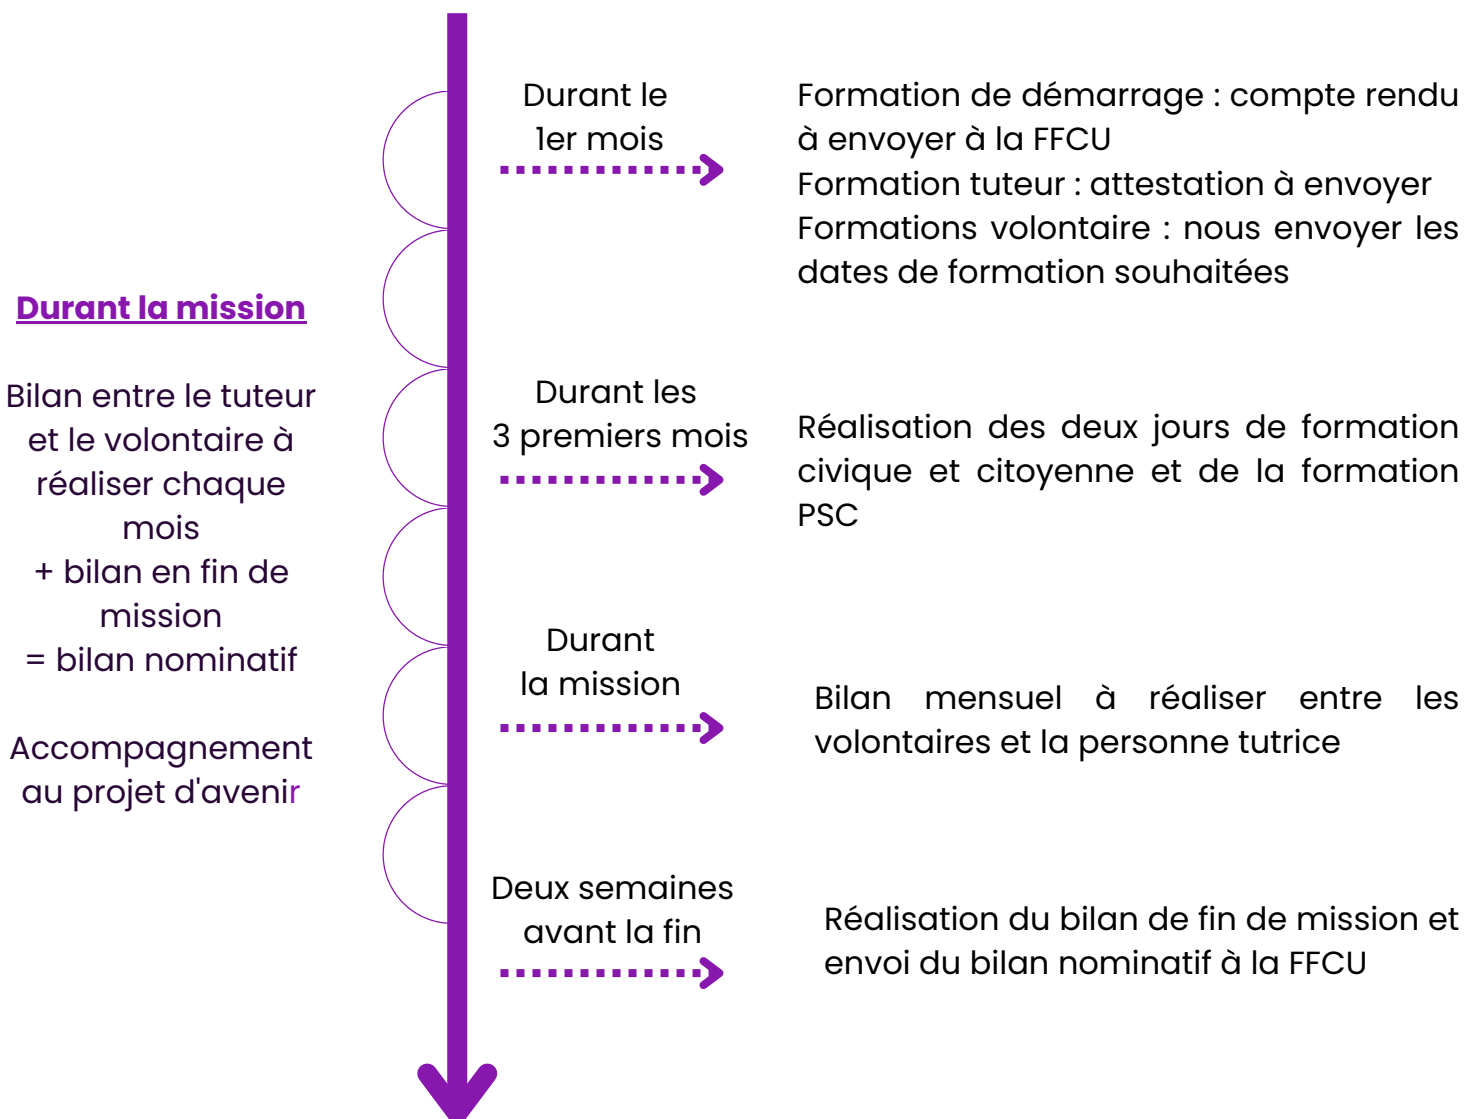 Durant la mission
Bilan entre le tuteur
et le volontaire à
réaliser chaque
mois
+ bilan en fin de
mission
= bilan nominatif
Accompagnement
au projet d'avenir
Durant le
1er mois
Formation de démarrage : compte rendu
à envoyer à la FFCU
Formation tuteur : attestation à envoyer
Formations volontaire : nous envoyer les
dates de formation souhaitées
Durant les
3 premiers mois
Réalisation des deux jours de formation
civique et citoyenne et de la formation
PSC
Durant
la mission
Bilan mensuel à réaliser entre les
volontaires et la personne tutrice
Deux semaines
avant la fin
Réalisation du bilan de fin de mission et
envoi du bilan nominatif à la FFCU